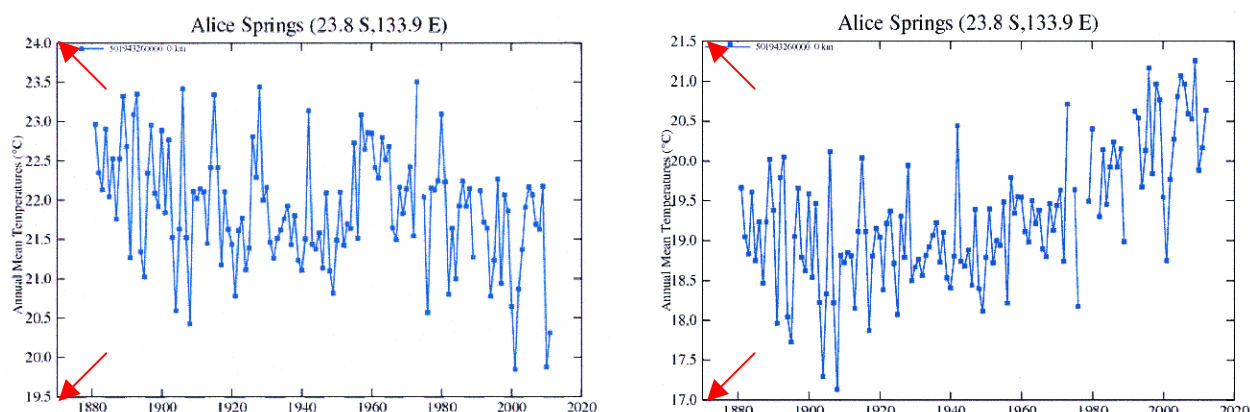 Alice Springs (23.8 S,133.9 E)
24.0
501943260000 0 km
23.5
23.0
22.5
22.0
21.5
21.0
20.5
20.0
19.5
Annual Mean Temperatures (°C)
1880 1900 1920 1940 1960 1980 2000 2020
Alice Springs (23.8 S,133.9 E)
21.5
501943260000 0 km
21.0
20.5
20.0
19.5
19.0
18.5
18.0
17.5
17.0
Annual Mean Temperatures (°C)
1880 1900 1920 1940 1960 1980 2000 2020